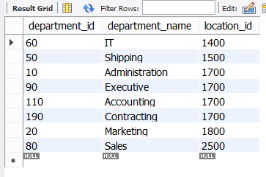 Result Grid Filter Rows: Edit:
department_id department_name location_id
60 IT 1400
50 Shipping 1500
10 Administration 1700
90 Executive 1700
110 Accounting 1700
190 Contracting 1700
20 Marketing 1800
80 Sales 2500
NULL NULL NULL